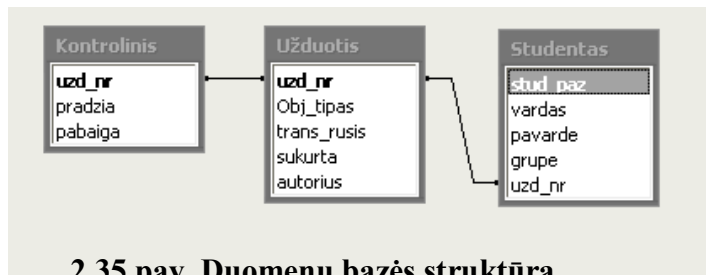 Kontrolinis
uzd_nr
pradzia
pabaiga
Užduotis
uzd_nr
Obj_tipas
trans_rusis
sukurta
autorius
Studentas
stud_paz
vardas
pavarde
grupe
uzd_nr
2.35 pav. Duomenų bazės struktūra